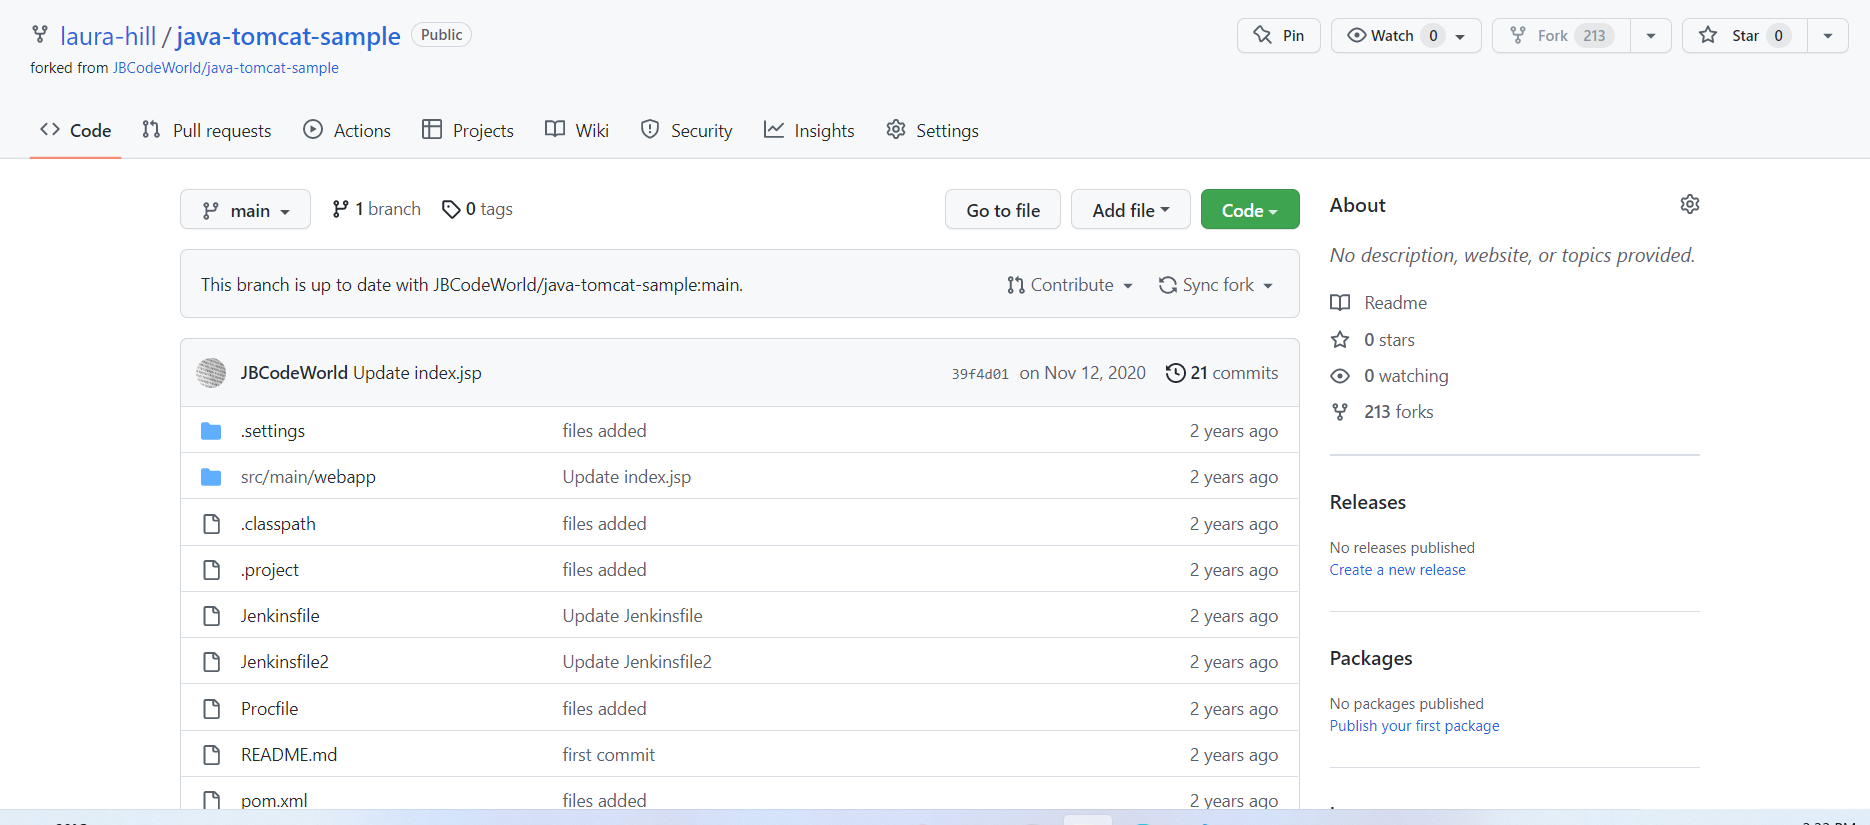 laura-hill / java-tomcat-sample Public Pin Watch 0 Fork 213 Star 0
forked from JBCodeWorld/java-tomcat-sample
Code Pull requests Actions Projects Wiki Security Insights Settings
main 1 branch 0 tags Go to file Add file Code
This branch is up to date with JBCodeWorld/java-tomcat-sample:main. Contribute Sync fork
JBCodeWorld Update index.jsp 39f4d01 on Nov 12, 2020 21 commits
.settings files added 2 years ago
src/main/webapp Update index.jsp 2 years ago
.classpath files added 2 years ago
.project files added 2 years ago
Jenkinsfile Update Jenkinsfile 2 years ago
Jenkinsfile2 Update Jenkinsfile2 2 years ago
Procfile files added 2 years ago
README.md first commit 2 years ago
pom.xml files added 2 years ago
About
No description, website, or topics provided.
Readme
0 stars
0 watching
213 forks
Releases
No releases published
Create a new release
Packages
No packages published
Publish your first package